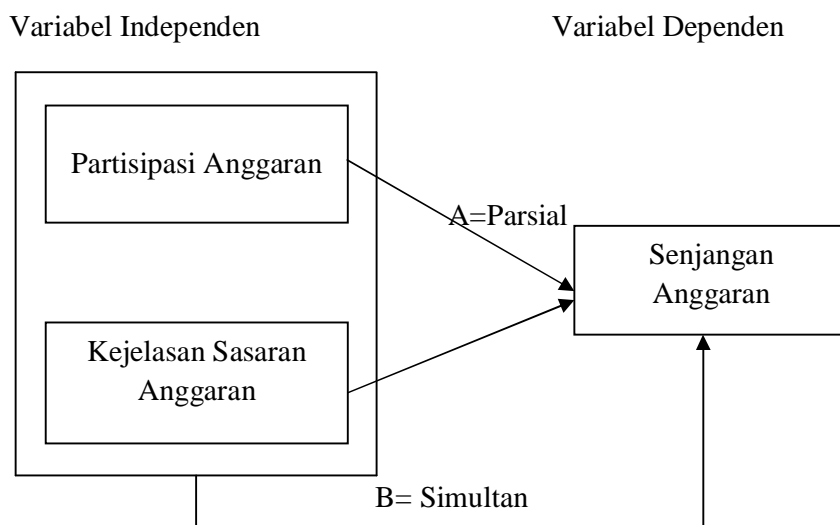 Variabel Independen
Variabel Dependen
Partisipasi Anggaran
A=Parsial
Senjangan
Anggaran
Kejelasan Sasaran
Anggaran
B= Simultan